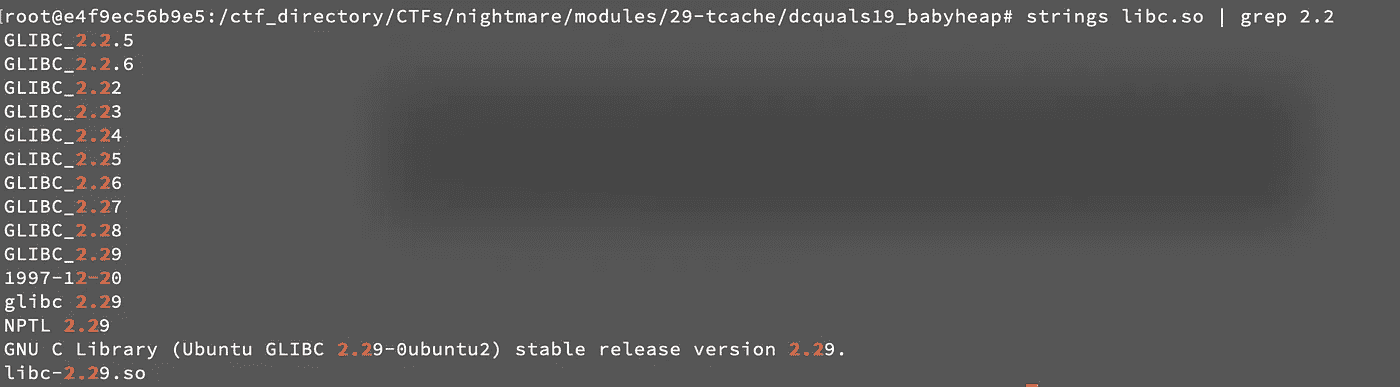 [root@e4f9ec56b9e5:/ctf_directory/CTFs/nightmare/modules/29-tcache/dcquals19_babyheap# strings libc.so | grep 2.2
GLIBC_2.2.5
GLIBC_2.2.6
GLIBC_2.22
GLIBC_2.23
GLIBC_2.24
GLIBC_2.25
GLIBC_2.26
GLIBC_2.27
GLIBC_2.28
GLIBC_2.29
1997-12-20
glibc 2.29
NPTL 2.29
GNU C Library (Ubuntu GLIBC 2.29-0ubuntu2) stable release version 2.29.
libc-2.29.so